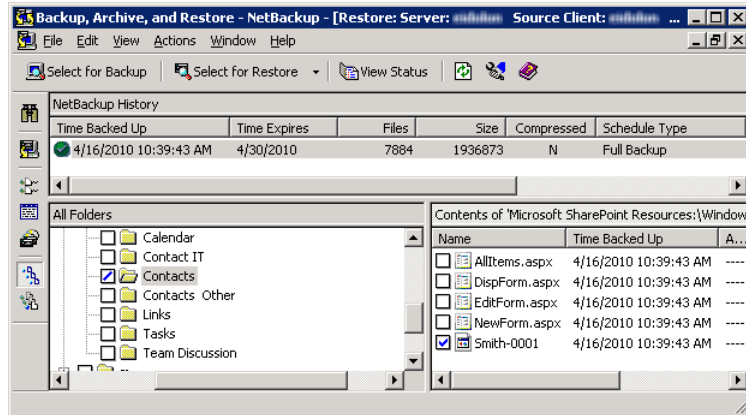 Backup, Archive, and Restore - NetBackup - [Restore: Server: Source Client: ...
File Edit View Actions Window Help
Select for Backup Select for Restore View Status
NetBackup History
Time Backed Up Time Expires Files Size Compressed Schedule Type
4/16/2010 10:39:43 AM 4/30/2010 7884 1936873 N Full Backup
All Folders
Calendar
Contact IT
Contacts
Contacts Other
Links
Tasks
Team Discussion
Contents of 'Microsoft SharePoint Resources:\Window
Name Time Backed Up A...
AllItems.aspx 4/16/2010 10:39:43 AM ----
DispForm.aspx 4/16/2010 10:39:43 AM ----
EditForm.aspx 4/16/2010 10:39:43 AM ----
NewForm.aspx 4/16/2010 10:39:43 AM ----
Smith-0001 4/16/2010 10:39:43 AM ----